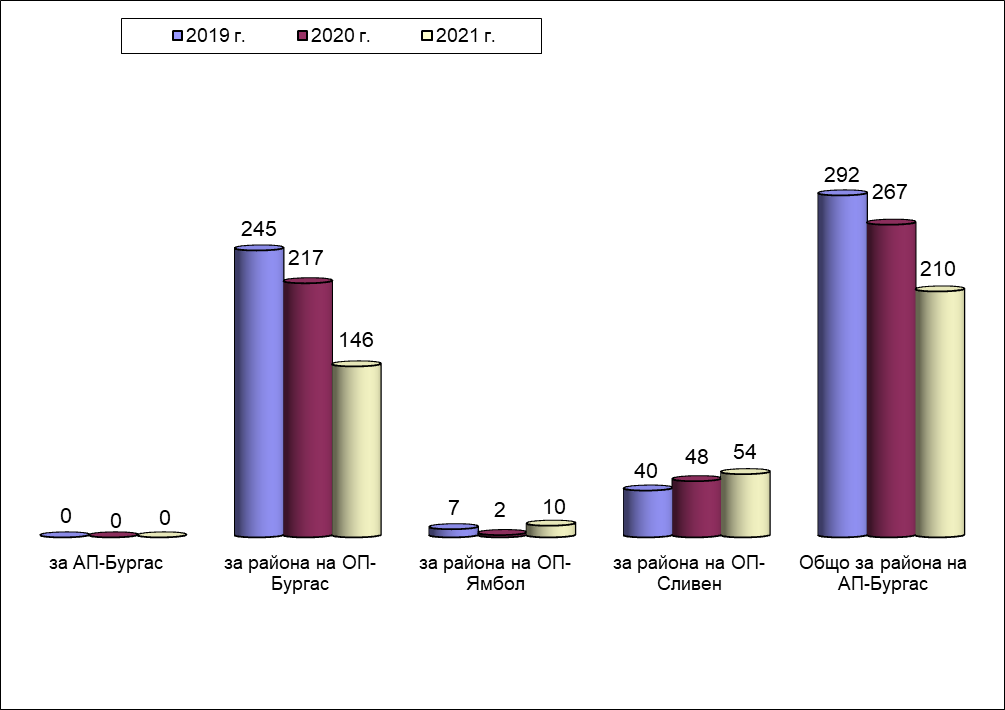 2019 г. 2020 г. 2021 г.
292
267
245
217
210
146
54
48
40
7
2
10
0
0
0
за АП-Бургас
за района на ОП-
Бургас
за района на ОП-
Ямбол
за района на ОП-
Сливен
Общо за района на
АП-Бургас